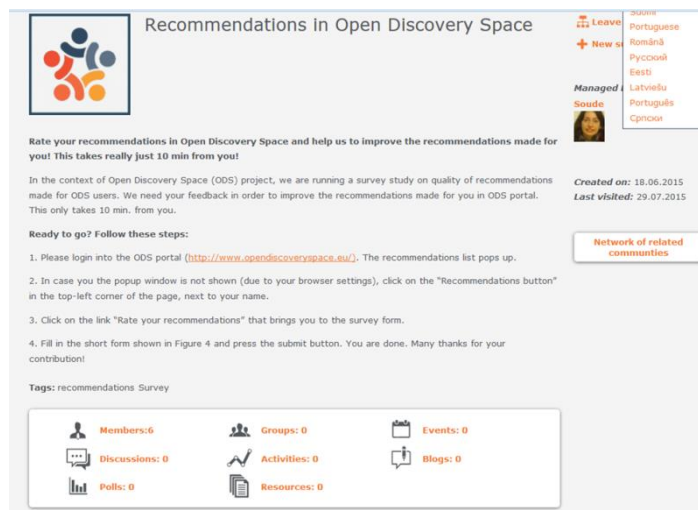 Recommendations in Open Discovery Space
Rate your recommendations in Open Discovery Space and help us to improve the recommendations made for
you! This takes really just 10 min from you!
In the context of Open Discovery Space (ODS) project, we are running a survey study on quality of recommendations
made for ODS users. We need your feedback in order to improve the recommendations made for you in ODS portal.
This only takes 10 min. from you.
Ready to go? Follow these steps:
1. Please login into the ODS portal (http://www.opendiscoveryspace.eu/). The recommendations list pops up.
2. In case you the popup window is not shown (due to your browser settings), click on the "Recommendations button"
in the top-left corner of the page, next to your name.
3. Click on the link "Rate your recommendations" that brings you to the survey form.
4. Fill in the short form shown in Figure 4 and press the submit button. You are done. Many thanks for your
contribution!
Tags: recommendations Survey
Members:6
Groups: 0
Events: 0
Discussions: 0
Activities: 0
Blogs: 0
Polls: 0
Resources: 0
Leave
New
Managed
Soude
Suomi
Portuguese
Română
Русский
Eesti
Latviešu
Português
Српски
Created on: 18.06.2015
Last visited: 29.07.2015
Network of related
communties